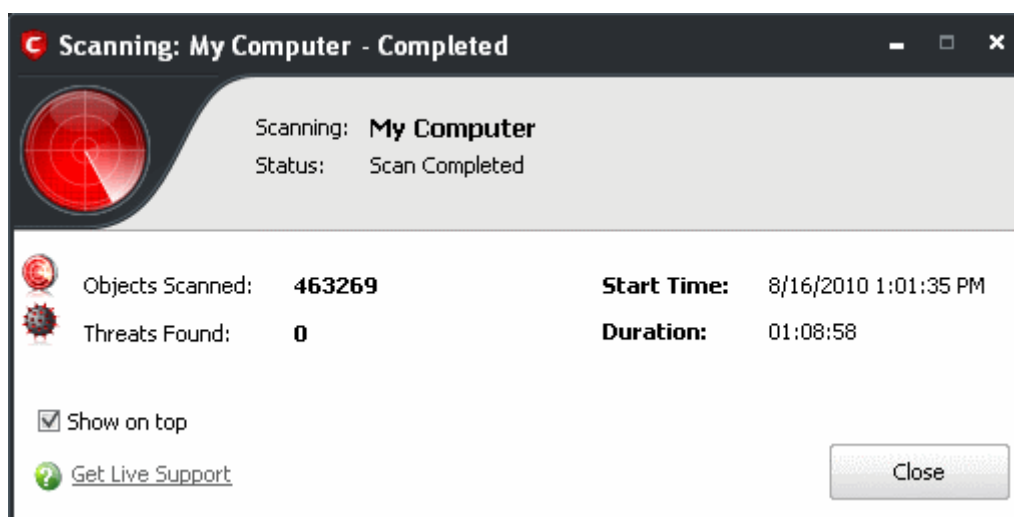 Scanning: My Computer - Completed
Scanning: My Computer
Status: Scan Completed
Objects Scanned: 463269
Start Time: 8/16/2010 1:01:35 PM
Threats Found: 0
Duration: 01:08:58
Show on top
Get Live Support
Close